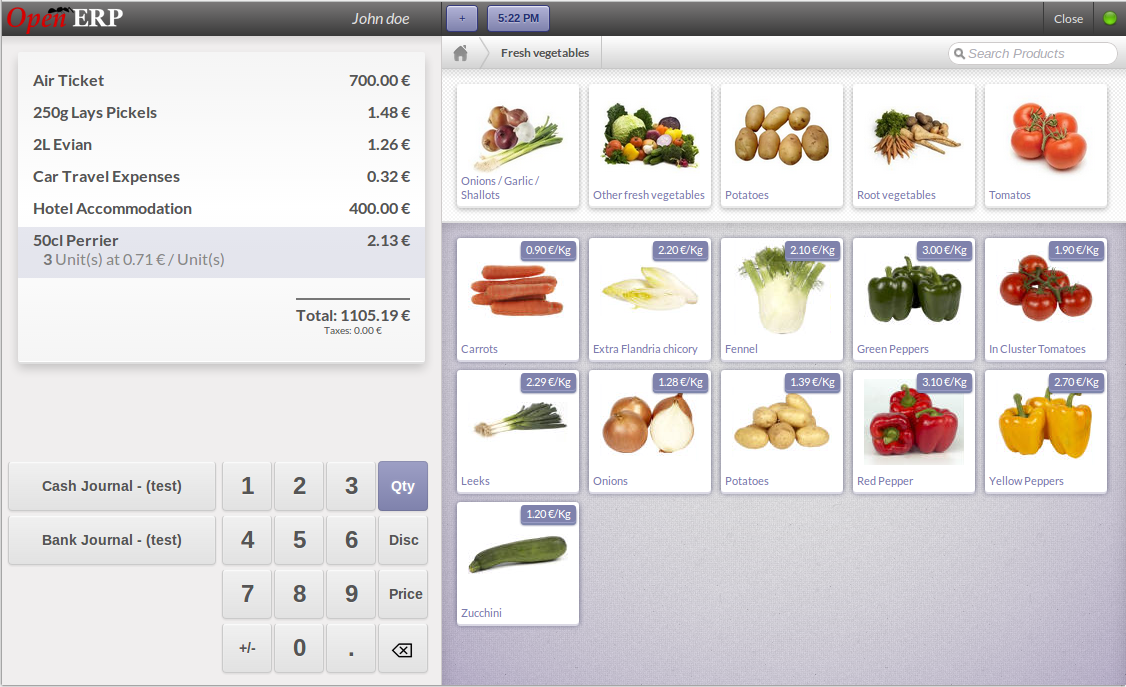 Open ERP
John doe
+
5:22 PM
Close
Fresh vegetables
Search Products
Air Ticket 700.00 €
250g Lays Pickels 1.48 €
2L Evian 1.26 €
Car Travel Expenses 0.32 €
Hotel Accommodation 400.00 €
50cl Perrier 2.13 €
3 Unit(s) at 0.71 € / Unit(s)
Total: 1105.19 €
Taxes: 0.00 €
Cash Journal - (test)
Bank Journal - (test)
1 2 3 Qty
4 5 6 Disc
7 8 9 Price
+/- 0 .
Onions / Garlic /
Shallots
Other fresh vegetables
Potatoes
Root vegetables
Tomatos
0.90 €/Kg
Carrots
2.20 €/Kg
Extra Flandria chicory
2.10 €/Kg
Fennel
3.00 €/Kg
Green Peppers
1.90 €/Kg
In Cluster Tomatoes
2.29 €/Kg
Leeks
1.28 €/Kg
Onions
1.39 €/Kg
Potatoes
3.10 €/Kg
Red Pepper
2.70 €/Kg
Yellow Peppers
1.20 €/Kg
Zucchini